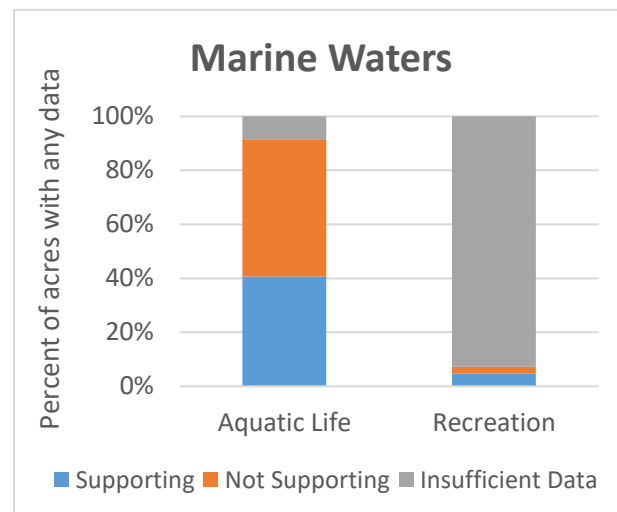 Marine Waters
Percent of acres with any data
100%
80%
60%
40%
20%
0%
Aquatic Life
Recreation
Supporting
Not Supporting
Insufficient Data